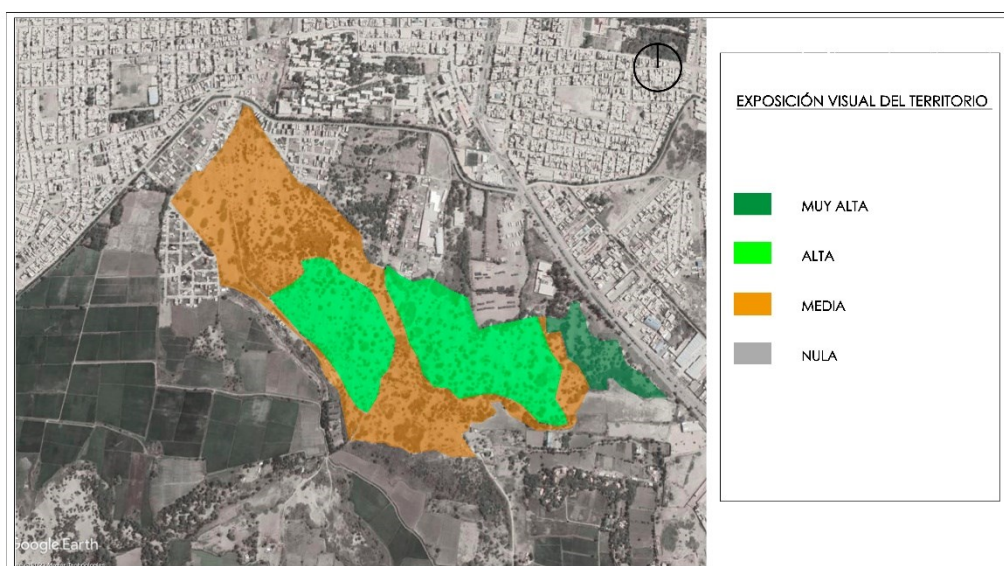 EXPOSICIÓN VISUAL DEL TERRITORIO
MUY ALTA
ALTA
MEDIA
NULA
Google Earth